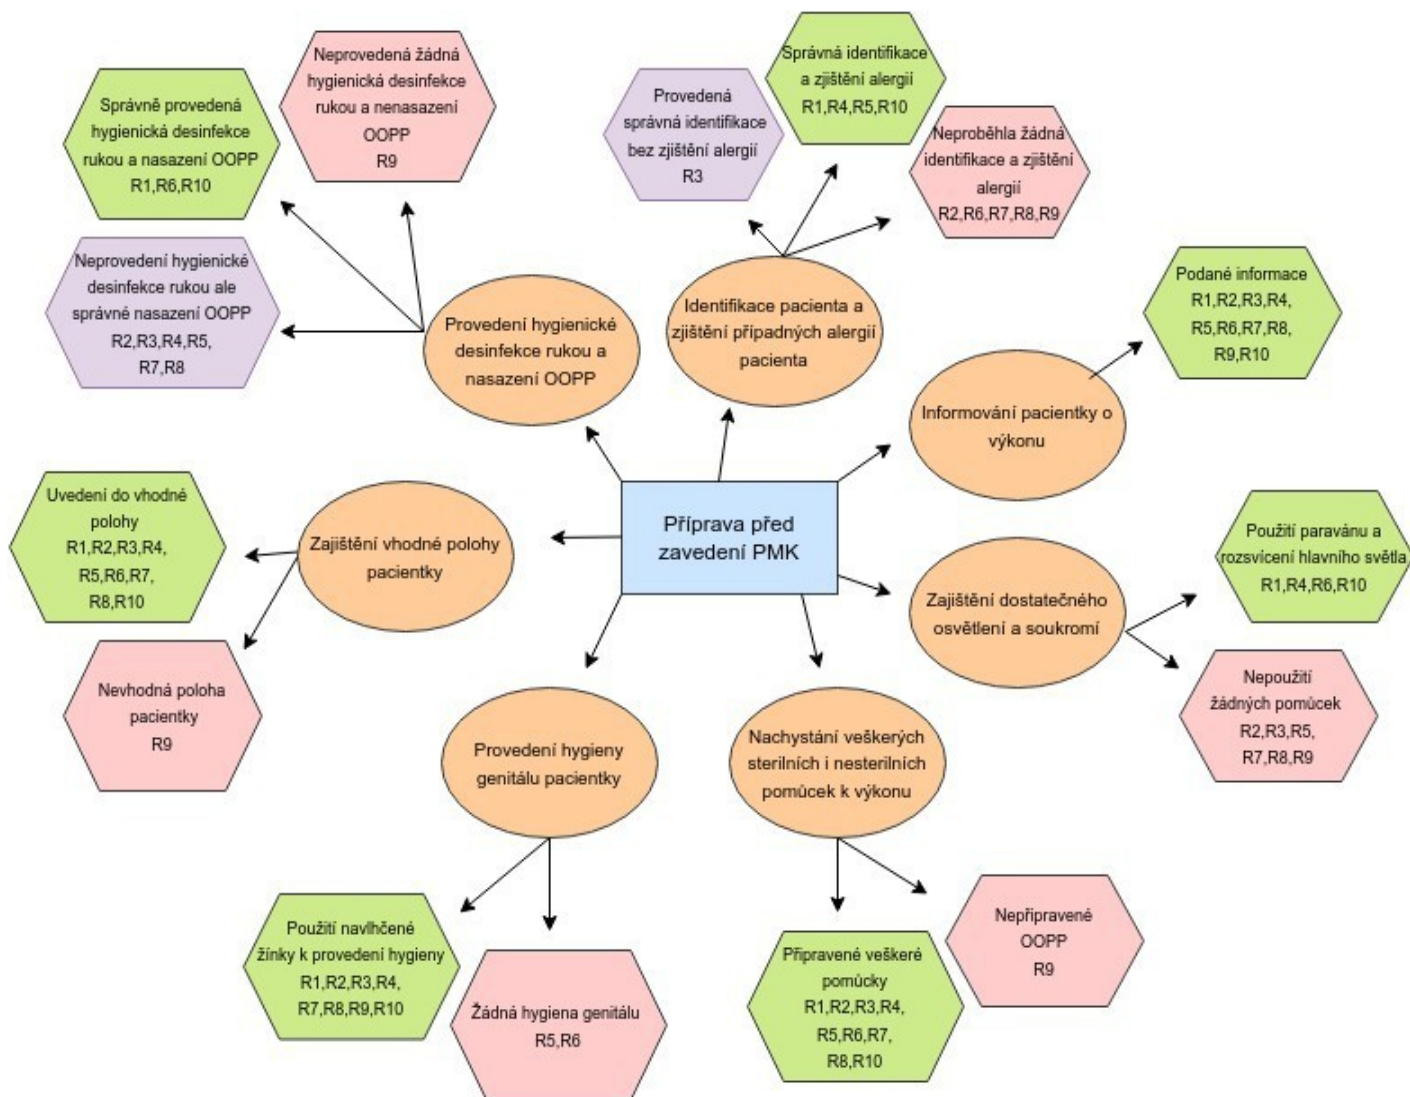 Neprovedená žádná
hygienická desinfekce
rukou a nenasazení
OOPP
R9
Správně provedená
hygienická desinfekce
rukou a nasazení OOPP
R1,R6,R10
Neprovedení hygienické
desinfekce rukou ale
správné nasazení OOPP
R2,R3,R4,R5,
R7,R8
Provedení hygienické
desinfekce rukou a
nasazení OOPP
Provedená
správná identifikace
bez zjištění alergií
R3
Správná identifikace
a zjištění alergií
R1,R4,R5,R10
Neproběhla žádná
identifikace a zjištění
alergií
R2,R6,R7,R8,R9
Identifikace pacienta a
zjištění případných alergií
pacienta
Podané informace
R1,R2,R3,R4,
R5,R6,R7,R8,
R9,R10
Informování pacientky o
výkonu
Uvedení do vhodné
polohy
R1,R2,R3,R4,
R5,R6,R7,
R8,R10
Zajištění vhodné polohy
pacientky
Nevhodná poloha
pacientky
R9
Příprava před
zavedení PMK
Zajištění dostatečného
osvětlení a soukromí
Použití paravánu a
rozsvícení hlavního světla
R1,R4,R6,R10
Nepoužití
žádných pomůcek
R2,R3,R5,
R7,R8,R9
Provedení hygieny
genitálu pacientky
Nachystání veškerých
sterilních i nesterilních
pomůcek k výkonu
Použití navlhčené
žínky k provedení hygieny
R1,R2,R3,R4,
R7,R8,R9,R10
Žádná hygiena genitálu
R5,R6
Připravené veškeré
pomůcky
R1,R2,R3,R4,
R5,R6,R7,
R8,R10
Nepřipravené
OOPP
R9